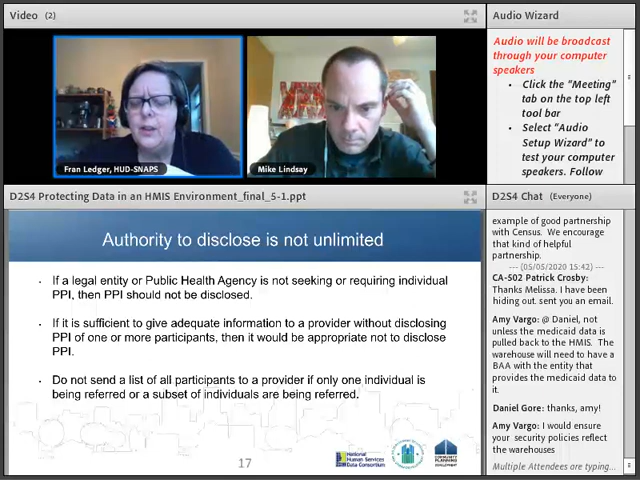 Video (2)
Fran Ledger, HUD-SNAPS
Mike Lindsay
Audio Wizard
Audio will be broadcast
through your computer
speakers
• Click the "Meeting"
tab on the top left
tool bar
• Select "Audio
Setup Wizard" to
test your computer
speakers. Follow
D2S4 Protecting Data in an HMIS Environment_final_5-1.ppt
Authority to disclose is not unlimited
• If a legal entity or Public Health Agency is not seeking or requiring individual
PPI, then PPI should not be disclosed.
• If it is sufficient to give adequate information to a provider without disclosing
PPI of one or more participants, then it would be appropriate not to disclose
PPI.
• Do not send a list of all participants to a provider if only one individual is
being referred or a subset of individuals are being referred.
17
National
Human Services
Data Consortium
COMMUNITY
PLANNING
DEVELOPMENT
D2S4 Chat (Everyone)
example of good partnership
with Census. We encourage
that kind of helpful
partnership.
--- (05/05/2020 15:42) ---
CA-502 Patrick Crosby:
Thanks Melissa. I have been
hiding out. sent you an email.
Amy Vargo: @ Daniel, not
unless the medicaid data is
pulled back to the HMIS. The
warehouse will need to have a
BAA with the entity that
provides the medicaid data to
it.
Daniel Gore: thanks, amy!
Amy Vargo: I would ensure
your security policies reflect
the warehouses
Multiple Attendees are typing...